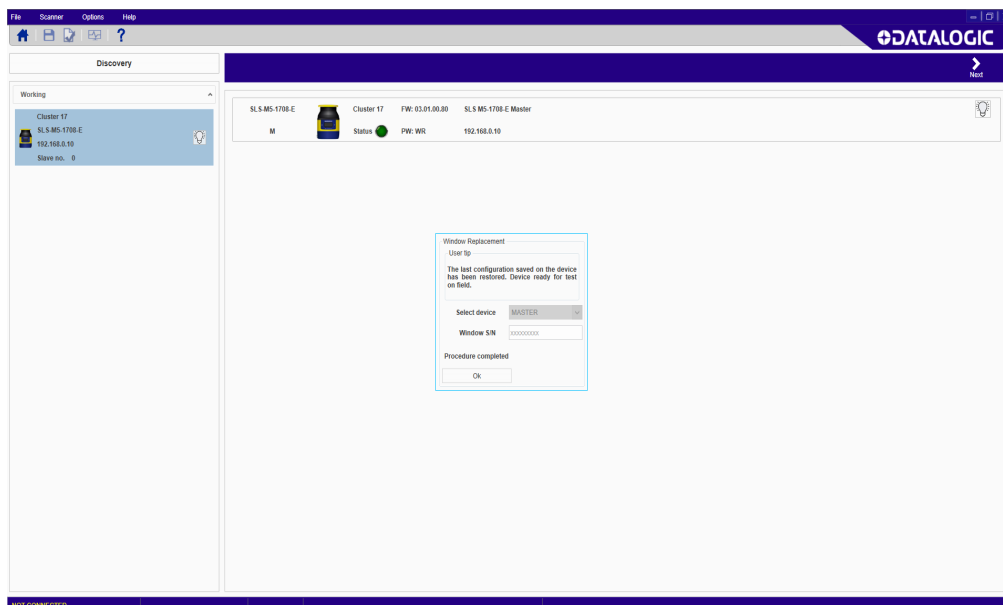 File Scanner Options Help
DATALOGIC
Discovery
Next
Working
Cluster 17
SLS-M5-1708-E
192.168.0.10
Slave no. 0
SLS-M5-1708-E Cluster 17 FW: 03.01.00.80 SLS M5-1708-E Master
M Status PW: WR 192.168.0.10
Window Replacement
User tip
The last configuration saved on the device
has been restored. Device ready for test
on field.
Select device MASTER
Window S/N xxxxxxxxx
Procedure completed
Ok
NOT CONNECTED